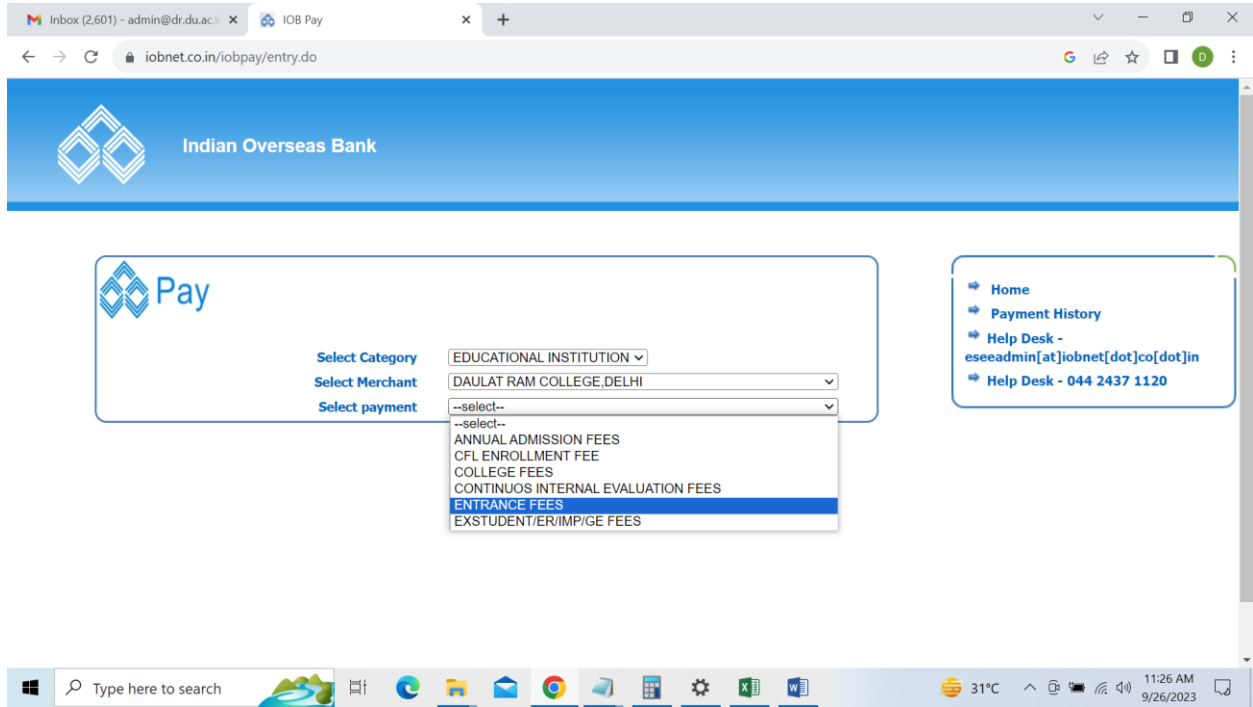 Inbox (2,601) - admin@dr.du.ac.i
IOB Pay
iobnet.co.in/iobpay/entry.do
G
D
Indian Overseas Bank
Pay
Select Category EDUCATIONAL INSTITUTION
Select Merchant DAULAT RAM COLLEGE,DELHI
Select payment --select--
--select--
ANNUAL ADMISSION FEES
CFL ENROLLMENT FEE
COLLEGE FEES
CONTINUOS INTERNAL EVALUATION FEES
ENTRANCE FEES
EXSTUDENT/ER/IMP/GE FEES
Home
Payment History
Help Desk -
eseeadmin[at]iobnet[dot]co[dot]in
Help Desk - 044 2437 1120
Type here to search
31°C
11:26 AM
9/26/2023